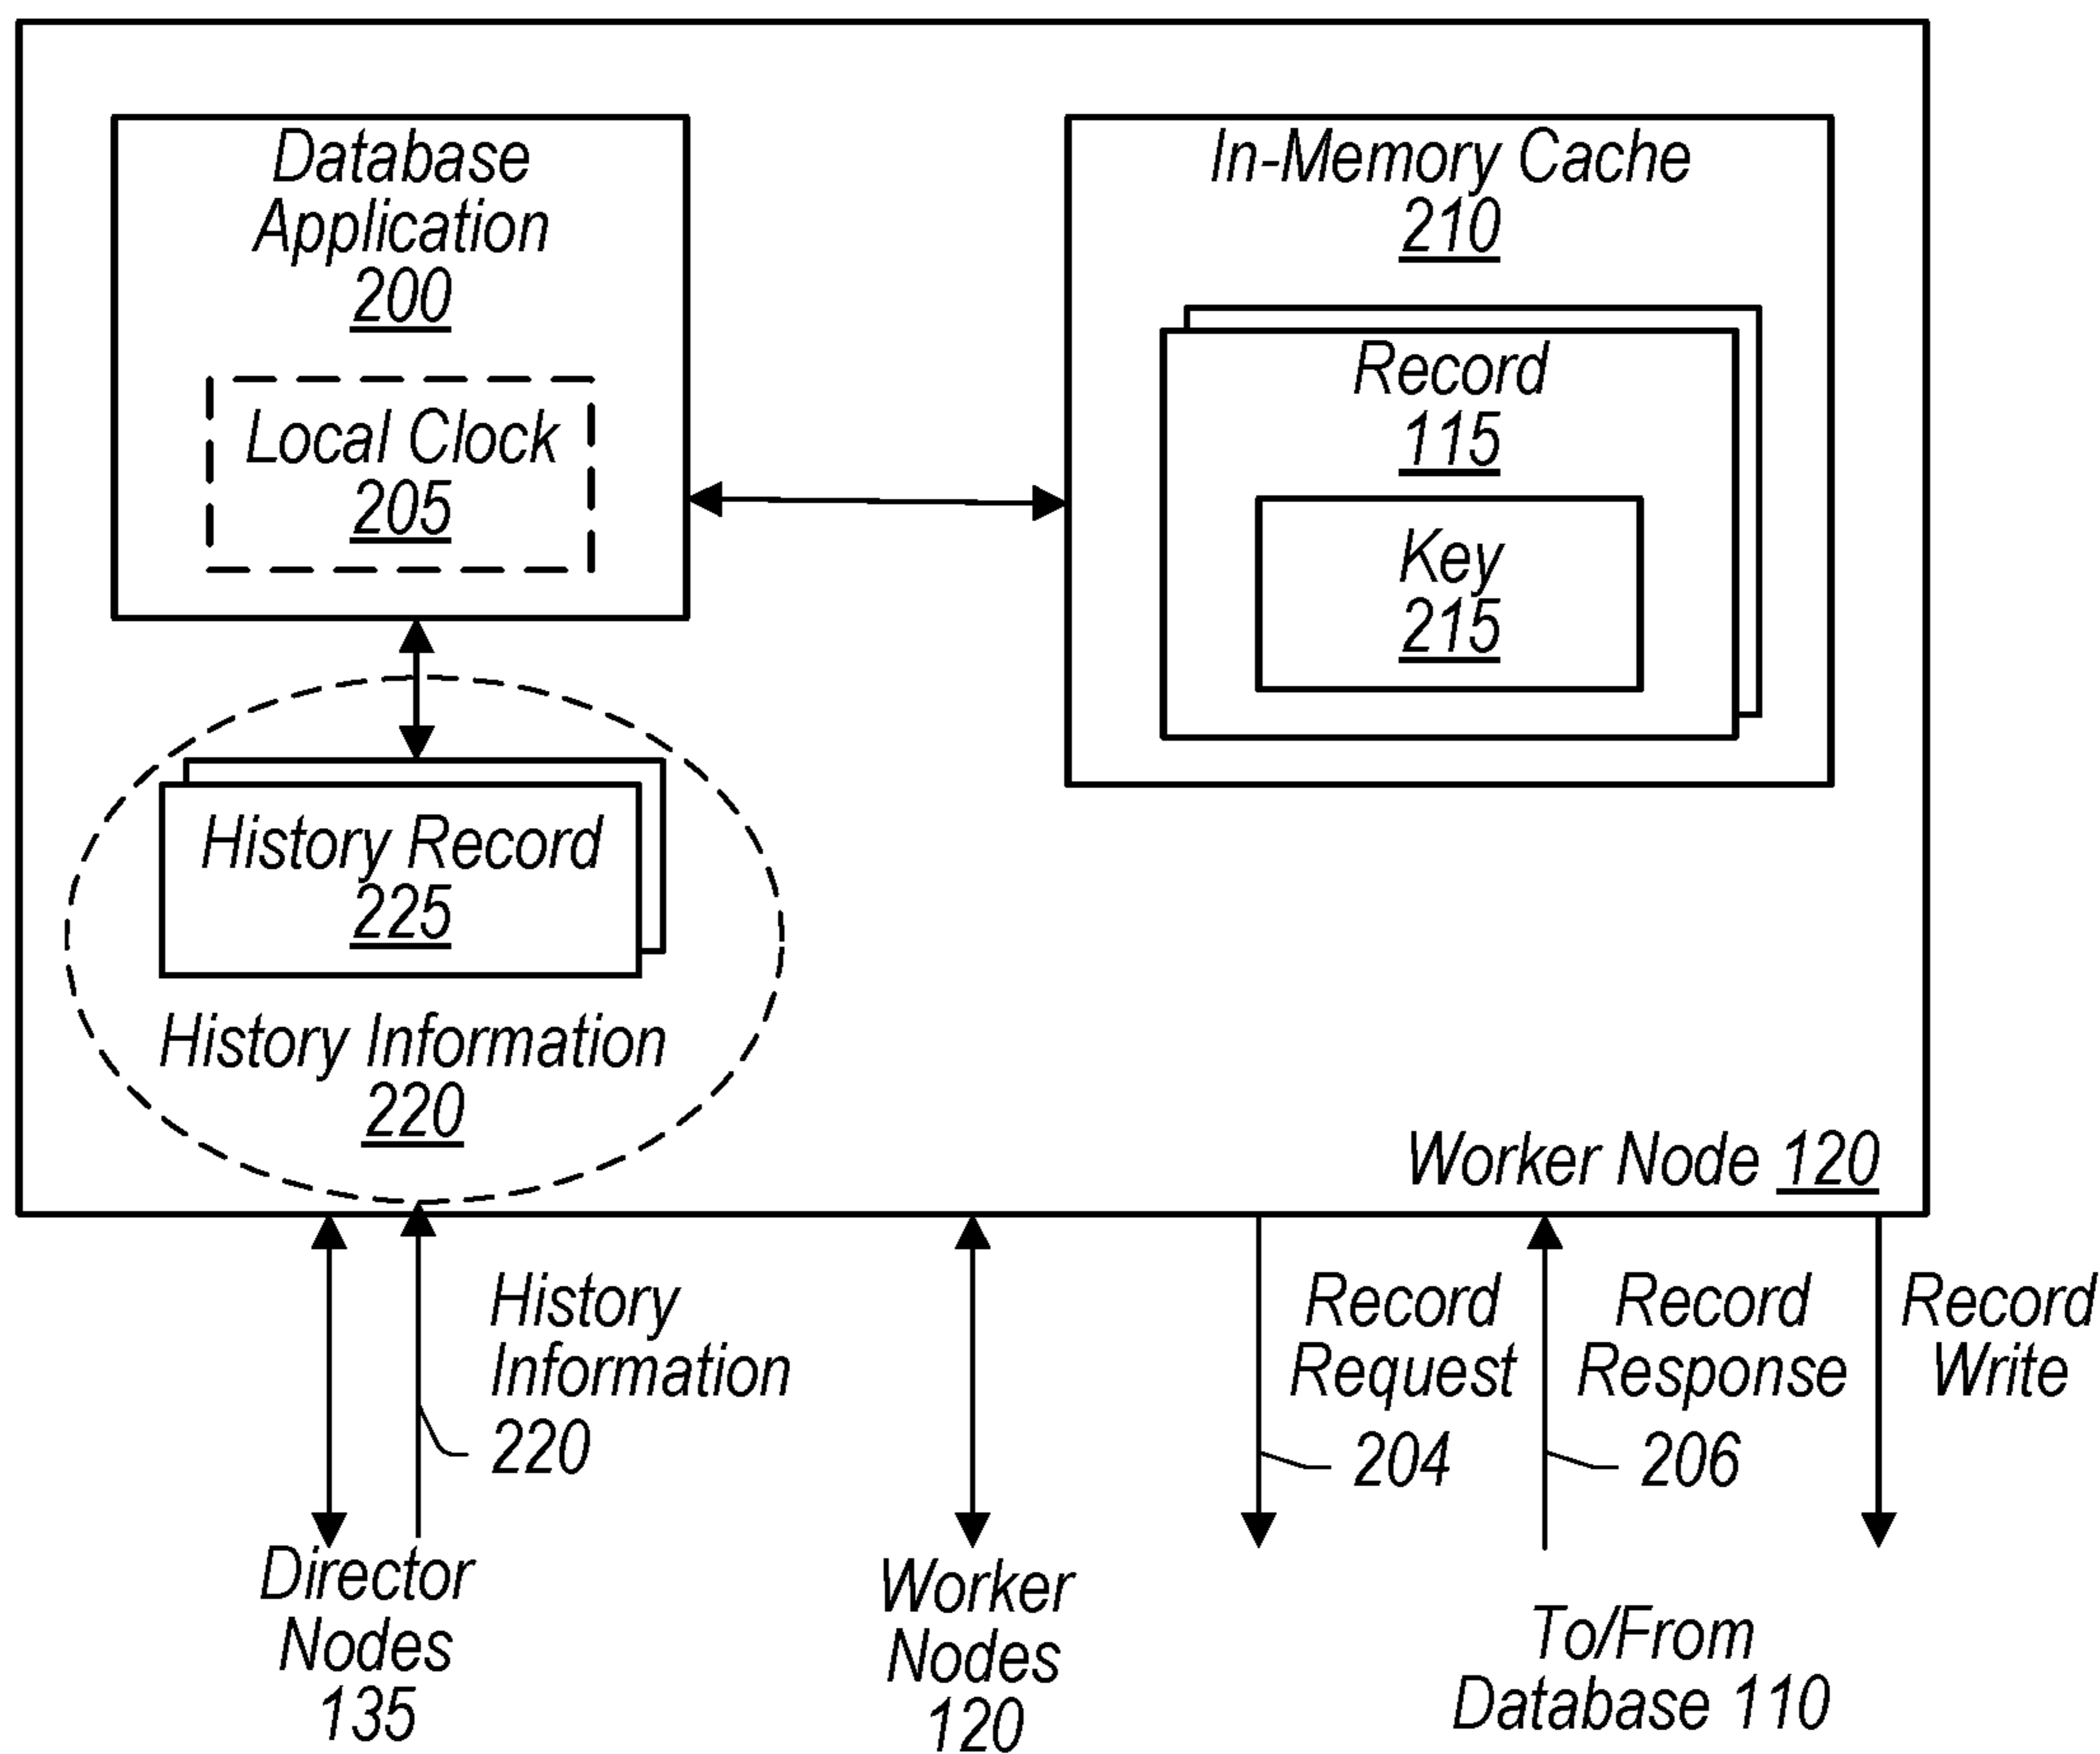 Database
Application
200
Local Clock
205
In-Memory Cache
210
Record
115
Key
215
History Record
225
History Information
220
Worker Node 120
History
Information
220
Record
Request
204
Record
Response
206
Record
Write
Director
Nodes
135
Worker
Nodes
120
To/From
Database 110